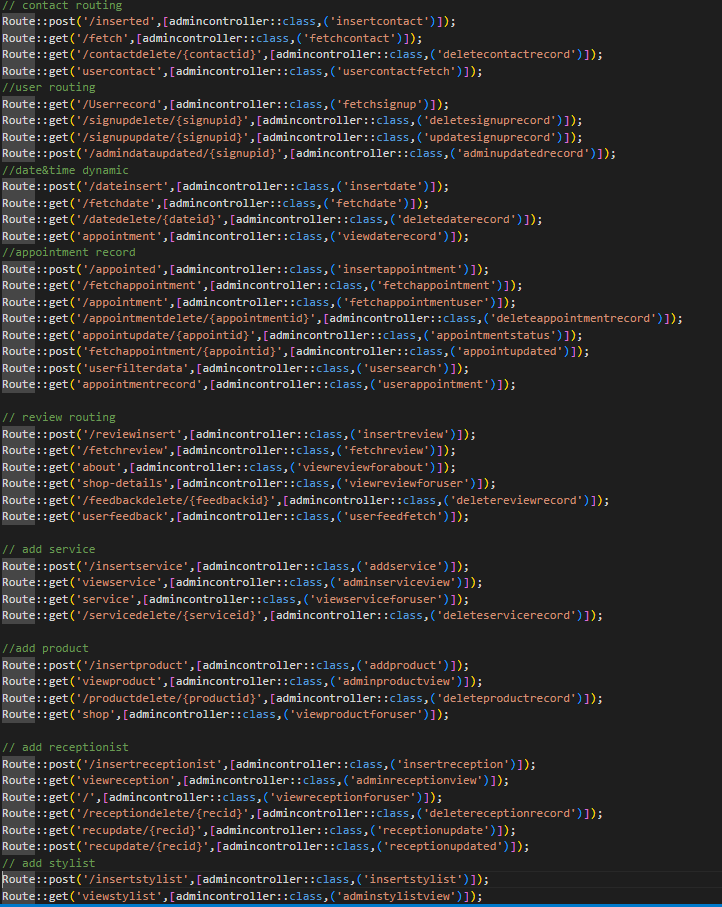 // contact routing
Route::post('/inserted',[admincontroller::class,('insertcontact')]);
Route::get('/fetch',[admincontroller::class,('fetchcontact')]);
Route::get('/contactdelete/{contactid}',[admincontroller::class,('deletecontactrecord')]);
Route::get('usercontact',[admincontroller::class,('usercontactfetch')]);
//user routing
Route::get('/Userrecord',[admincontroller::class,('fetchsignup')]);
Route::get('/signupdelete/{signupid}',[admincontroller::class,('deletesignuprecord')]);
Route::get('/signupupdate/{signupid}',[admincontroller::class,('updatesignuprecord')]);
Route::post('/admindataupdated/{signupid}',[admincontroller::class,('adminupdatedrecord')]);
//date&time dynamic
Route::post('/dateinsert',[admincontroller::class,('insertdate')]);
Route::get('/fetchdate',[admincontroller::class,('fetchdate')]);
Route::get('/datedelete/{dateid}',[admincontroller::class,('deletedaterecord')]);
Route::get('appointment',[admincontroller::class,('viewdaterecord')]);
//appointment record
Route::post('/appointed',[admincontroller::class,('insertappointment')]);
Route::get('/fetchappointment',[admincontroller::class,('fetchappointment')]);
Route::get('/appointment',[admincontroller::class,('fetchappointmentuser')]);
Route::get('/appointmentdelete/{appointmentid}',[admincontroller::class,('deleteappointmentrecord')]);
Route::get('appointupdate/{appointid}',[admincontroller::class,('appointmentstatus')]);
Route::post('fetchappointment/{appointid}',[admincontroller::class,('appointupdated')]);
Route::post('userfilterdata',[admincontroller::class,('usersearch')]);
Route::get('appointmentrecord',[admincontroller::class,('userappointment')]);
// review routing
Route::post('/reviewinsert',[admincontroller::class,('insertreview')]);
Route::get('/fetchreview',[admincontroller::class,('fetchreview')]);
Route::get('about',[admincontroller::class,('viewreviewforabout')]);
Route::get('shop-details',[admincontroller::class,('viewreviewforuser')]);
Route::get('/feedbackdelete/{feedbackid}',[admincontroller::class,('deletereviewrecord')]);
Route::get('userfeedback',[admincontroller::class,('userfeedfetch')]);
// add service
Route::post('/insertservice',[admincontroller::class,('addservice')]);
Route::get('viewservice',[admincontroller::class,('adminserviceview')]);
Route::get('service',[admincontroller::class,('viewserviceforuser')]);
Route::get('/servicedelete/{serviceid}',[admincontroller::class,('deleteservicerecord')]);
//add product
Route::post('/insertproduct',[admincontroller::class,('addproduct')]);
Route::get('viewproduct',[admincontroller::class,('adminproductview')]);
Route::get('/productdelete/{productid}',[admincontroller::class,('deleteproductrecord')]);
Route::get('shop',[admincontroller::class,('viewproductforuser')]);
// add receptionist
Route::post('/insertreceptionist',[admincontroller::class,('insertreception')]);
Route::get('viewreception',[admincontroller::class,('adminreceptionview')]);
Route::get('/',[admincontroller::class,('viewreceptionforuser')]);
Route::get('/receptiondelete/{recid}',[admincontroller::class,('deletereceptionrecord')]);
Route::get('recupdate/{recid}',[admincontroller::class,('receptionupdate')]);
Route::post('recupdate/{recid}',[admincontroller::class,('receptionupdated')]);
// add stylist
Route::post('/insertstylist',[admincontroller::class,('insertstylist')]);
Route::get('viewstylist',[admincontroller::class,('adminstylistview')]);